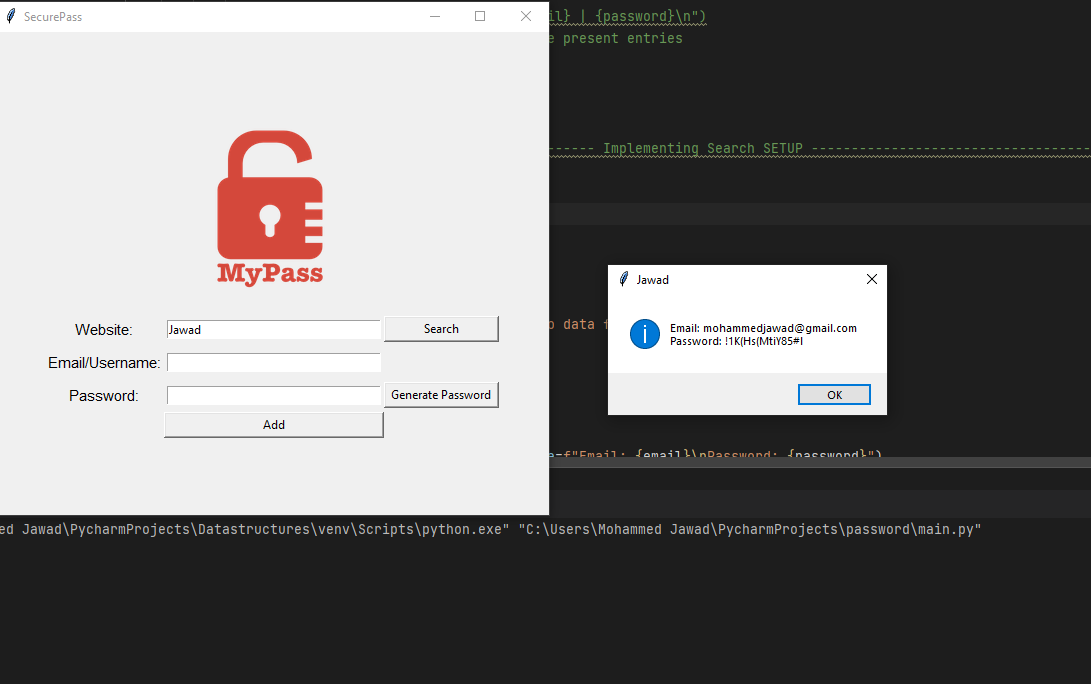 SecurePass
il} | {password}\n")
e present entries
------ Implementing Search SETUP -----------------------------------
MyPass
Jawad
Website:
Jawad
Search
data
Email: mohammedjawad@gmail.com
Password: !1K(Hs(MtiY85#I
Email/Username:
Password:
Generate Password
OK
Add
e=f"Email: {email}\nPassword: {password}")
ed Jawad\PycharmProjects\Datastructures\venv\Scripts\python.exe" "C:\Users\Mohammed Jawad\PycharmProjects\password\main.py"